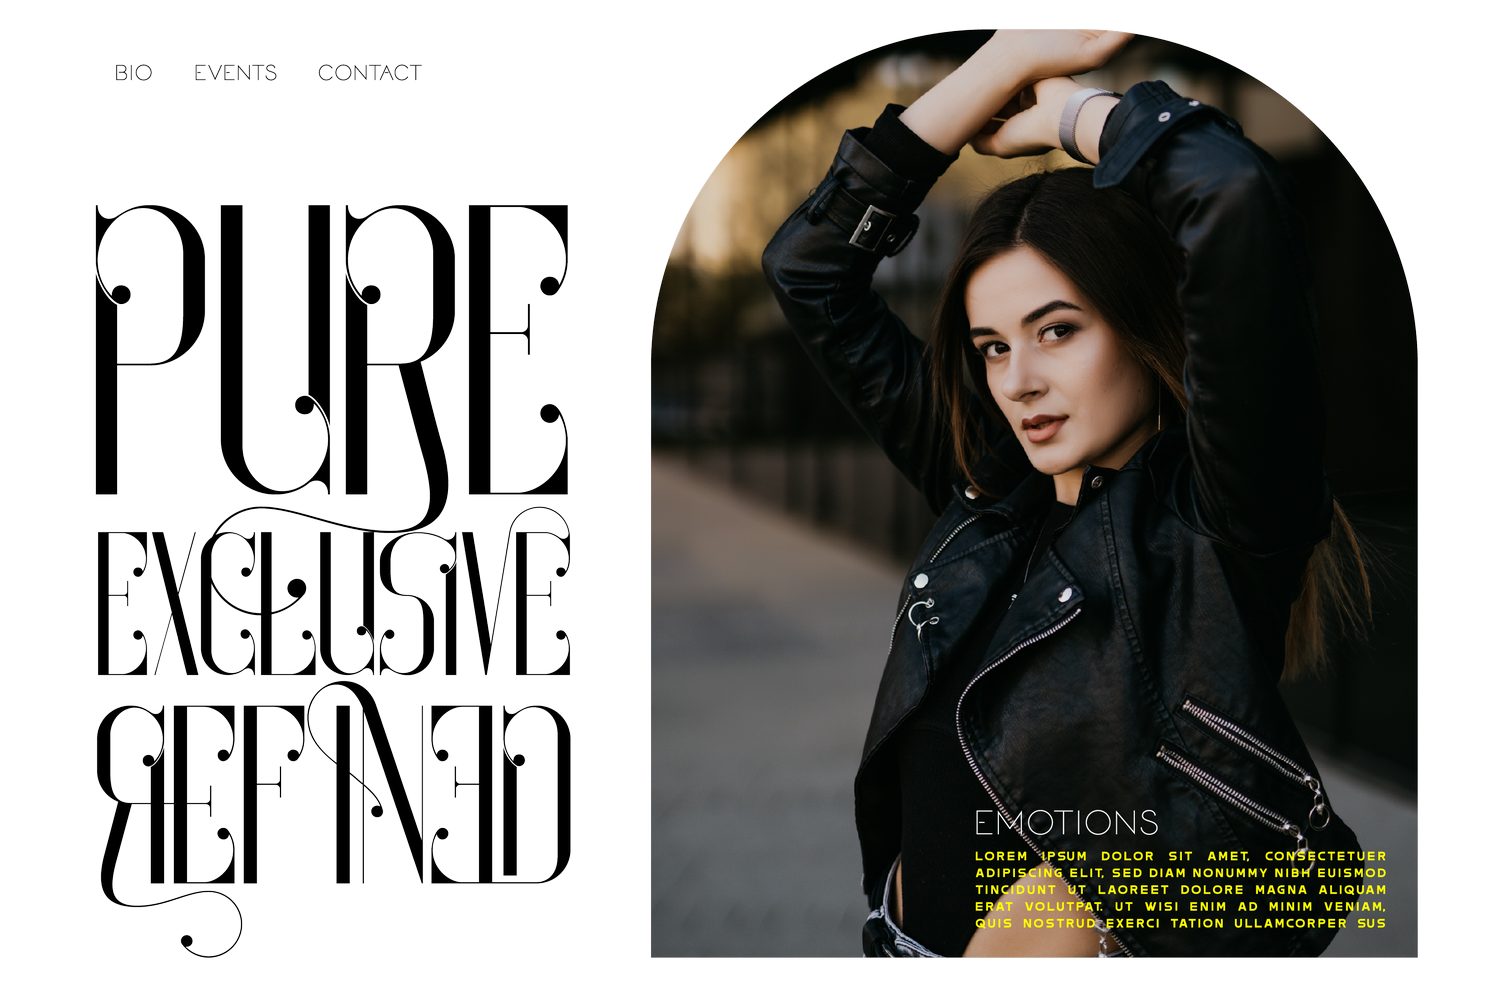 BIO EVENTS CONTACT
PURE
EXCLUSIVE
REFINED
EMOTIONS
LOREM IPSUM DOLOR SIT AMET, CONSECTETUER
ADIPISCING ELIT, SED DIAM NONUMMY NIBH EUISMOD
TINCIDUNT UT LAOREET DOLORE MAGNA ALIQUAM
ERAT VOLUTPAT. UT WISI ENIM AD MINIM VENIAM,
QUIS NOSTRUD EXERCI TATION ULLAMCORPER SUS